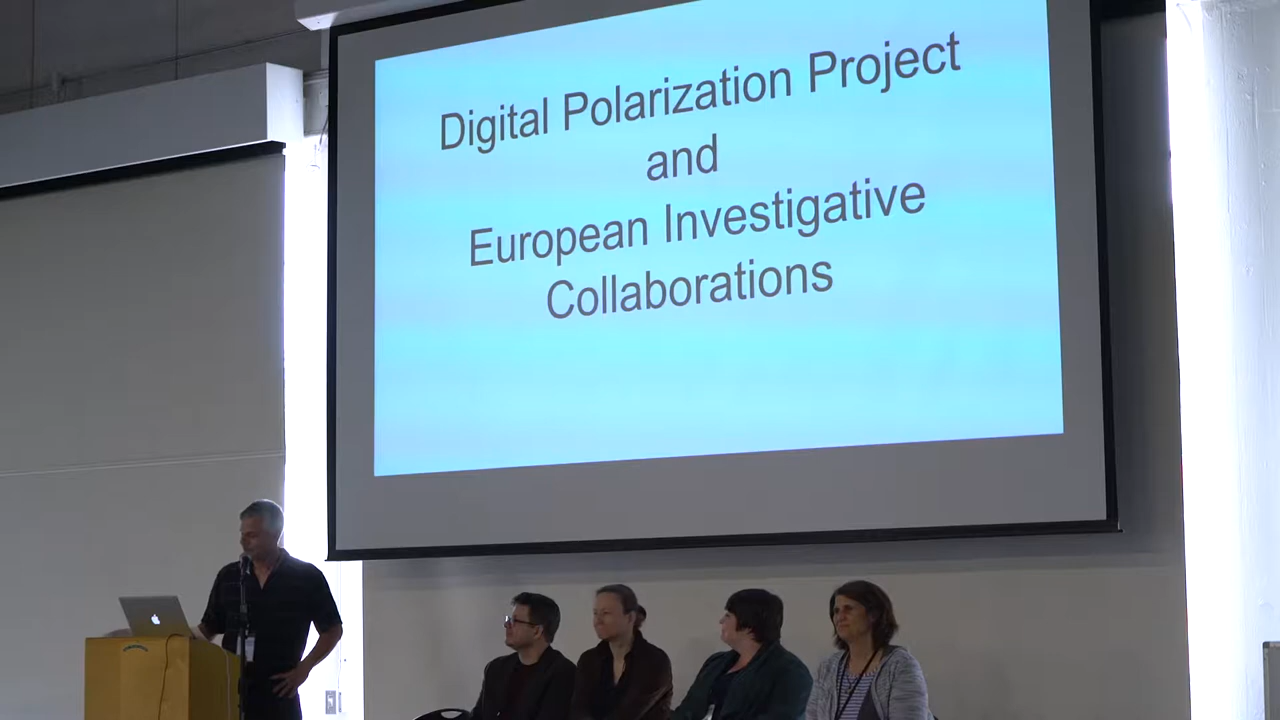 Digital Polarization Project
and
European Investigative
Collaborations